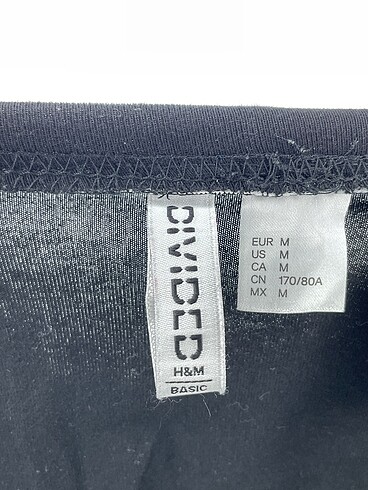 DIVIDED
H&M
BASIC
EUR M
US M
CA M
CN 170/80A
MX M